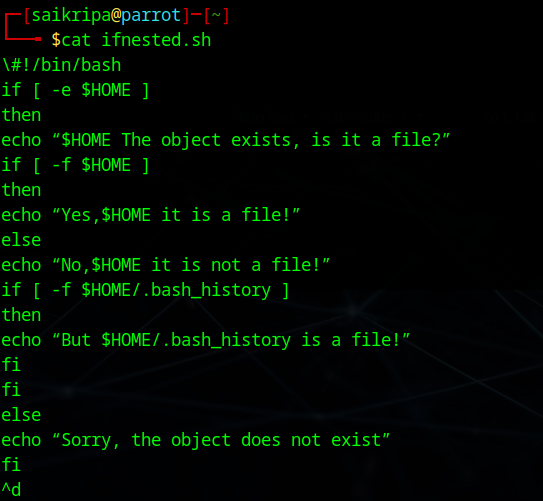 ┌─[saikripa@parrot]─[~]
└──╼ $cat ifnested.sh
\#!/bin/bash
if [ -e $HOME ]
then
echo “$HOME The object exists, is it a file?”
if [ -f $HOME ]
then
echo “Yes,$HOME it is a file!”
else
echo “No,$HOME it is not a file!”
if [ -f $HOME/.bash_history ]
then
echo “But $HOME/.bash_history is a file!”
fi
fi
else
echo “Sorry, the object does not exist”
fi
^d